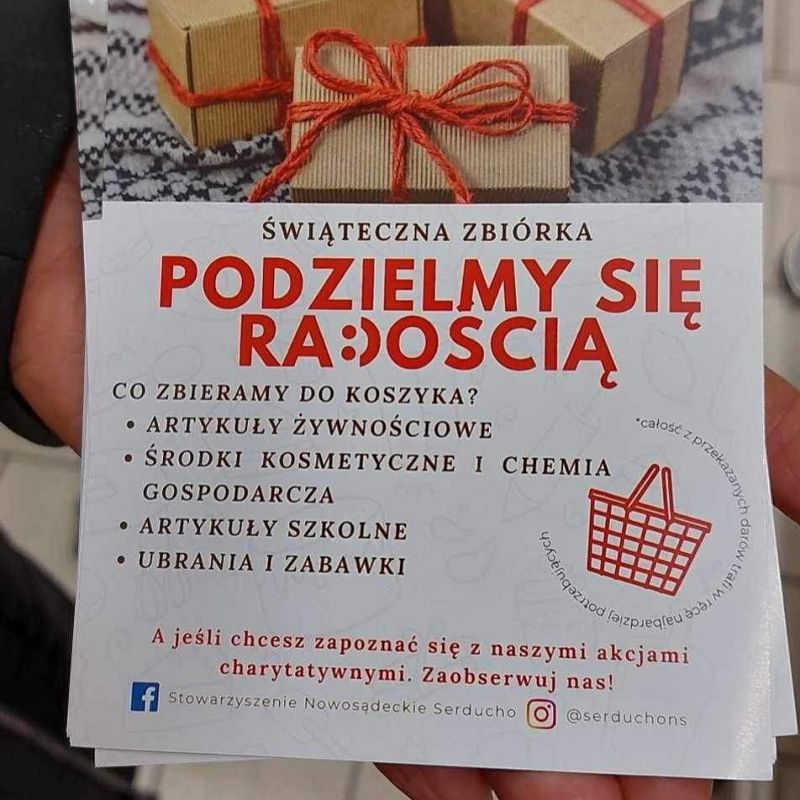 ŚWIĄTECZNA ZBIÓRKA
PODZIELMY SIĘ
RA:)OŚCIĄ
CO ZBIERAMY DO KOSZYKA?
• ARTYKUŁY ŻYWNOŚCIOWE
• ŚRODKI KOSMETYCZNE I CHEMIA
GOSPODARCZA
• ARTYKUŁY SZKOLNE
• UBRANIA I ZABAWKI
*całość z przekazanych darów trafi w ręcę najbardziej potrzebujących
A jeśli chcesz zapoznać się z naszymi akcjami
charytatywnymi. Zaobserwuj nas!
Stowarzyszenie Nowosądeckie Serducho @serduchons